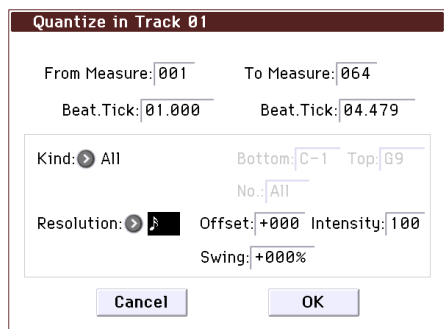 Quantize in Track 01
From Measure: 001 To Measure: 064
Beat.Tick: 01.000 Beat.Tick: 04.479
Kind: All Bottom: C-1 Top: G9
No.: All
Resolution: Offset: +000 Intensity: 100
Swing: +000%
Cancel OK